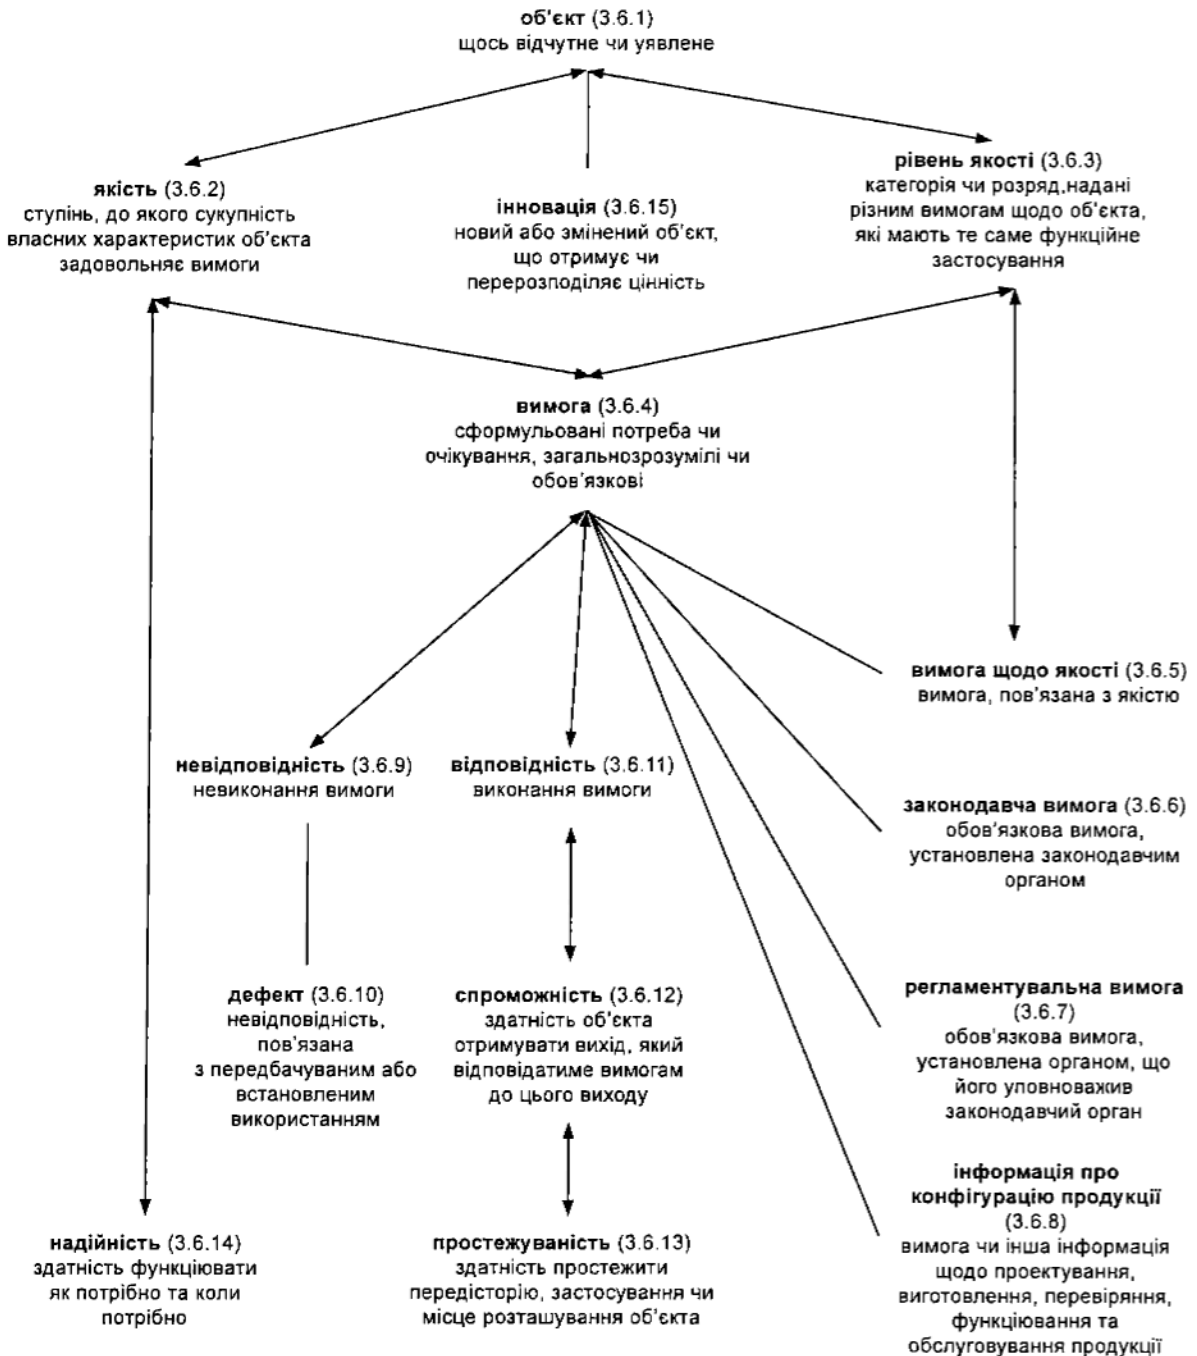 об'єкт (3.6.1)
щось відчутне чи уявлене
якість (3.6.2)
ступінь, до якого сукупність
власних характеристик об'єкта
задовольняє вимоги
інновація (3.6.15)
новий або змінений об'єкт,
що отримує чи
перерозподіляє цінність
рівень якості (3.6.3)
категорія чи розряд,надані
різним вимогам щодо об'єкта,
які мають те саме функційне
застосування
вимога (3.6.4)
сформульовані потреба чи
очікування, загальнозрозумілі чи
обов'язкові
вимога щодо якості (3.6.5)
вимога, пов'язана з якістю
невідповідність (3.6.9)
невиконання вимоги
відповідність (3.6.11)
виконання вимоги
законодавча вимога (3.6.6)
обов'язкова вимога,
установлена законодавчим
органом
дефект (3.6.10)
невідповідність,
пов'язана
з передбачуваним або
встановленим
використанням
спроможність (3.6.12)
здатність об'єкта
отримувати вихід, який
відповідатиме вимогам
до цього виходу
регламентувальна вимога
(3.6.7)
обов'язкова вимога,
установлена органом, що
його уповноважив
законодавчий орган
надійність (3.6.14)
здатність функціювати
як потрібно та коли
потрібно
простежуваність (3.6.13)
здатність простежити
передісторію, застосування чи
місце розташування об'єкта
інформація про
конфігурацію продукції
(3.6.8)
вимога чи інша інформація
щодо проектування,
виготовлення, перевіряння,
функціювання та
обслуговування продукції